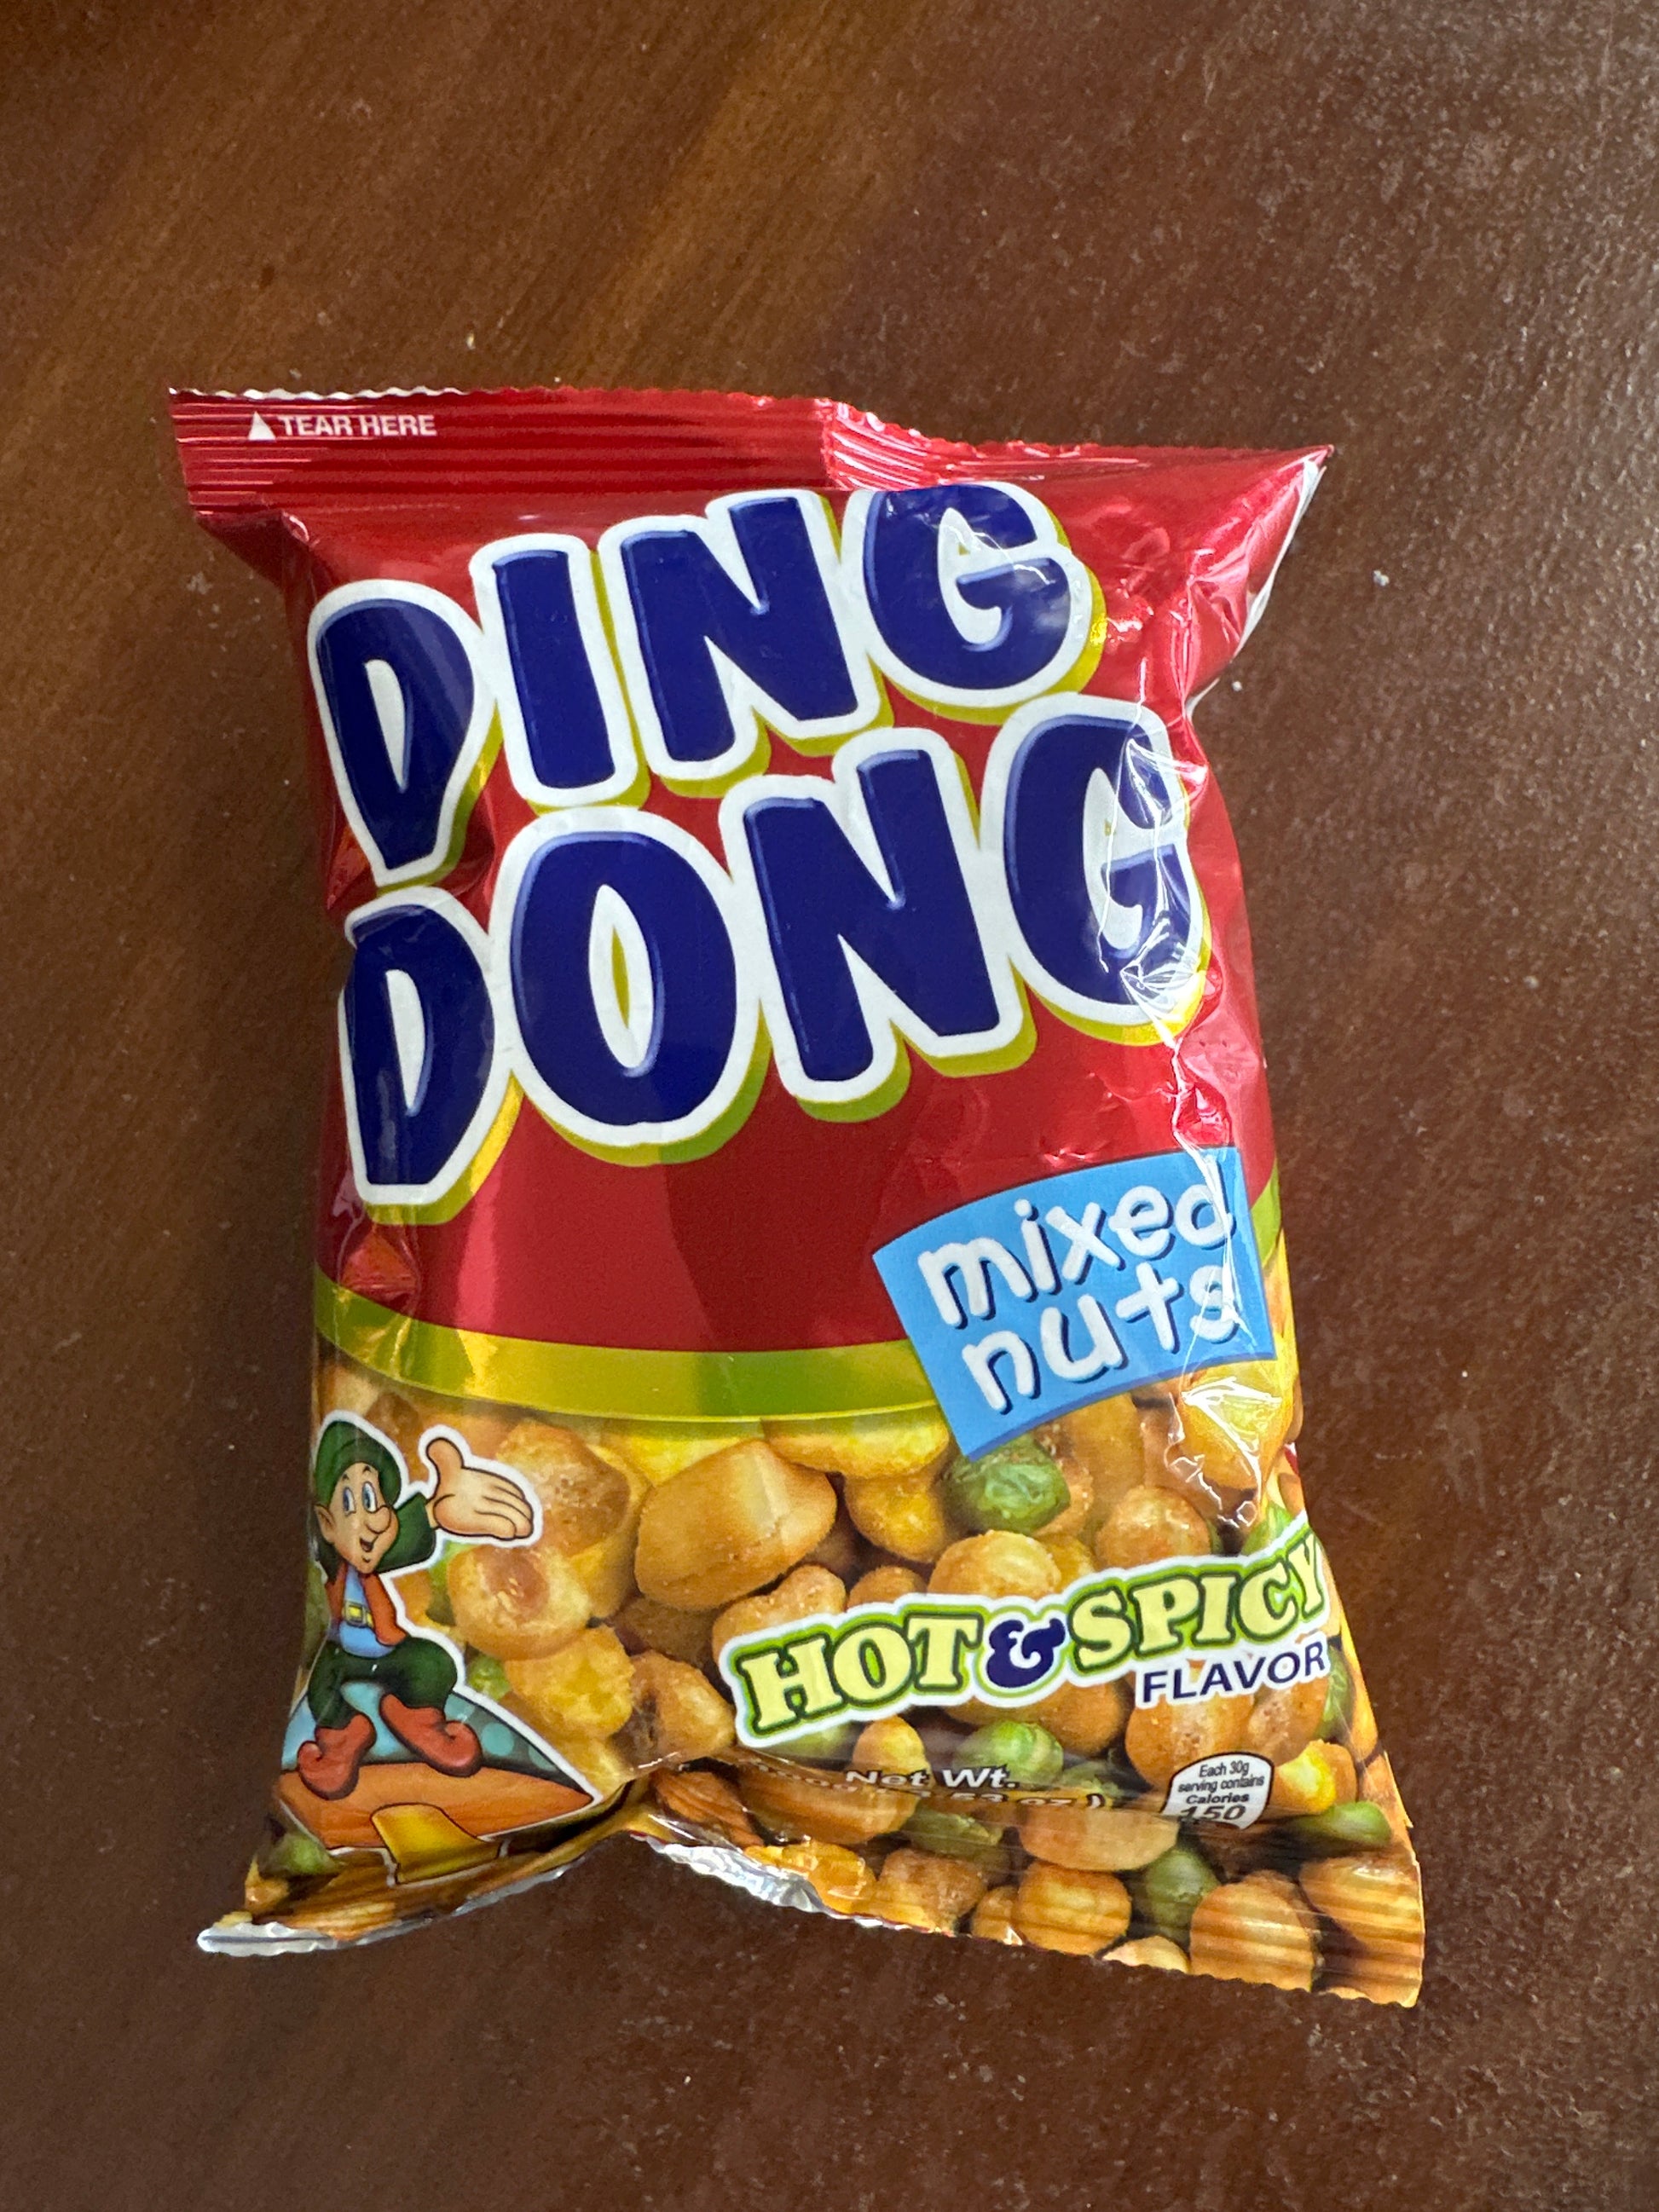 TEAR HERE
DING
DONG
mixed
nuts
HOT & SPICY
FLAVOR
Net Wt.
Each 30g
serving contains
Calories
150